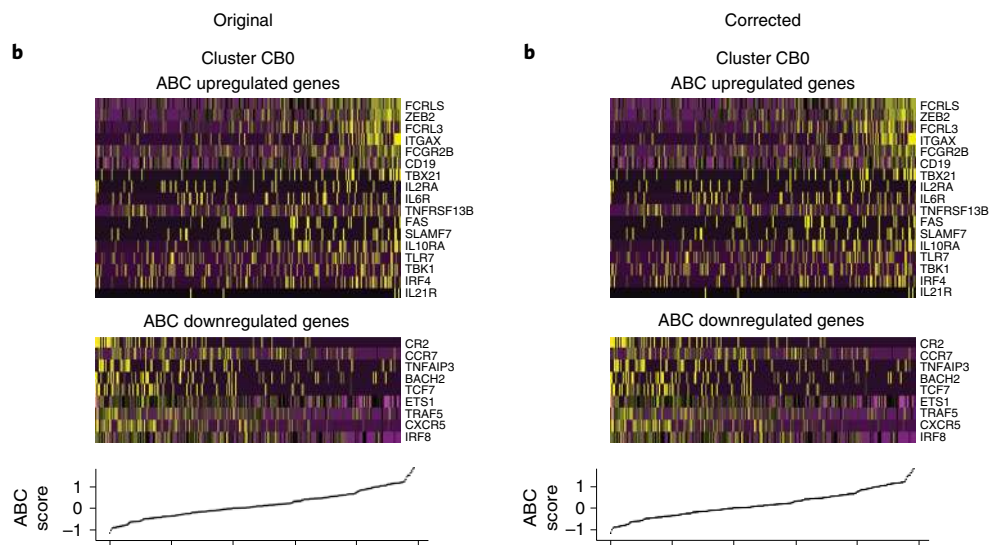 Original
b
Cluster CB0
ABC upregulated genes
FCRLS
ZEB2
FCRL3
ITGAX
FCGR2B
CD19
TBX21
IL2RA
IL6R
TNFRSF13B
FAS
SLAMF7
IL10RA
TLR7
TBK1
IRF4
IL21R
ABC downregulated genes
CR2
CCR7
TNFAIP3
BACH2
TCF7
ETS1
TRAF5
CXCR5
IRF8
ABC
score
1
0
–1
Corrected
b
Cluster CB0
ABC upregulated genes
FCRLS
ZEB2
FCRL3
ITGAX
FCGR2B
CD19
TBX21
IL2RA
IL6R
TNFRSF13B
FAS
SLAMF7
IL10RA
TLR7
TBK1
IRF4
IL21R
ABC downregulated genes
CR2
CCR7
TNFAIP3
BACH2
TCF7
ETS1
TRAF5
CXCR5
IRF8
ABC
score
1
0
–1